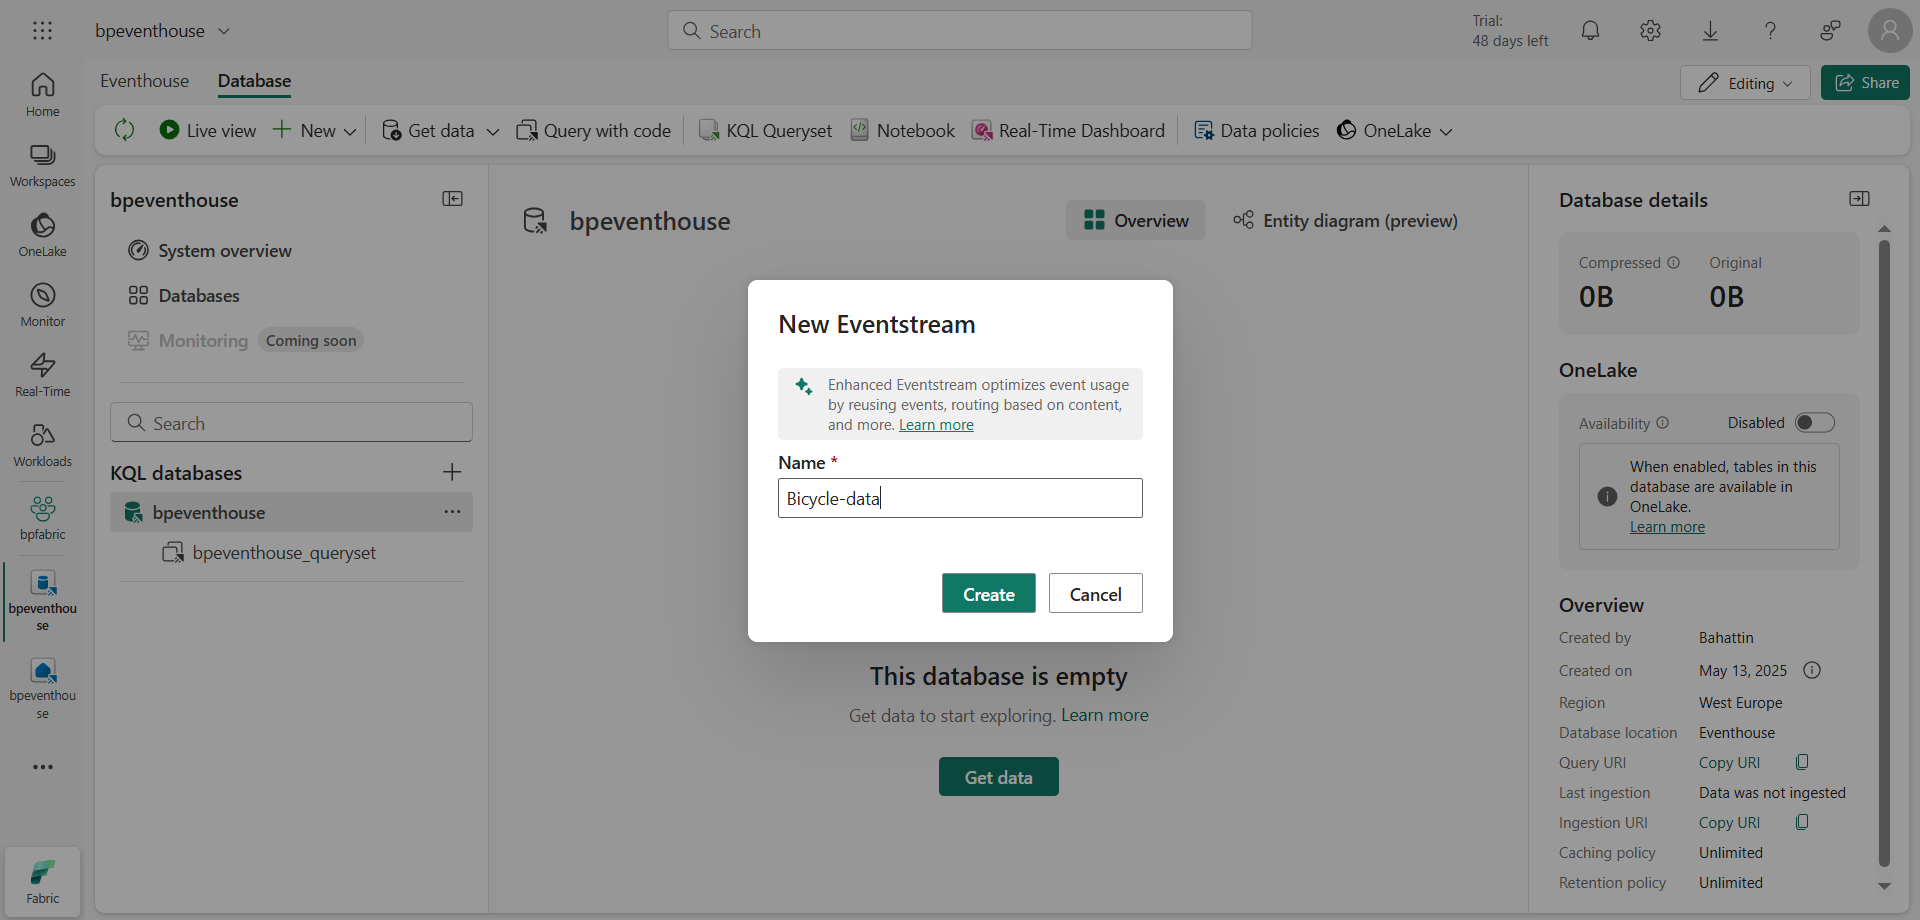 bpeventhouse
Search
Trial:
48 days left
Home
Workspaces
OneLake
Monitor
Real-Time
Workloads
bpfabric
bpeventhou
se
bpeventhou
se
Fabric
Eventhouse Database
Editing
Share
Live view New Get data Query with code KQL Queryset Notebook Real-Time Dashboard Data policies OneLake
bpeventhouse
System overview
Databases
Monitoring Coming soon
Search
KQL databases
bpeventhouse
bpeventhouse_queryset
bpeventhouse
Overview Entity diagram (preview)
New Eventstream
Enhanced Eventstream optimizes event usage
by reusing events, routing based on content,
and more. Learn more
Name *
Bicycle-data
Create Cancel
This database is empty
Get data to start exploring. Learn more
Get data
Database details
Compressed Original
0B 0B
OneLake
Availability Disabled
When enabled, tables in this
database are available in
OneLake.
Learn more
Overview
Created by Bahattin
Created on May 13, 2025
Region West Europe
Database location Eventhouse
Query URI Copy URI
Last ingestion Data was not ingested
Ingestion URI Copy URI
Caching policy Unlimited
Retention policy Unlimited